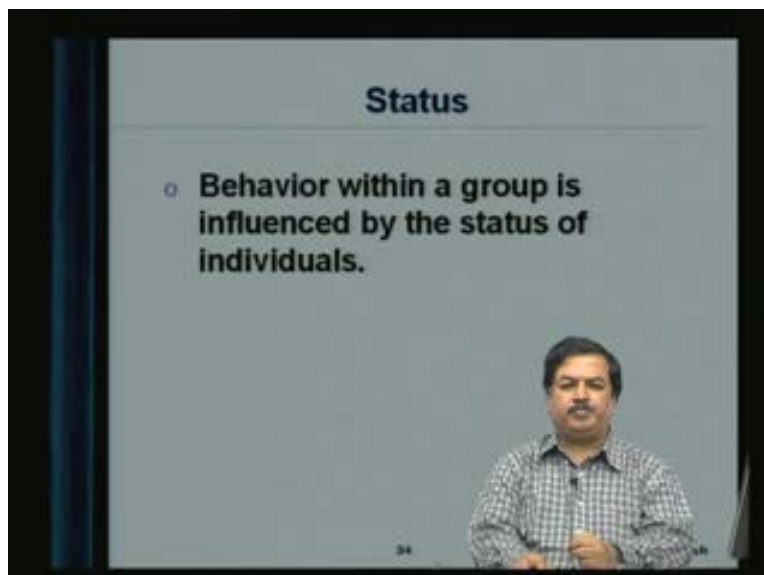 Status
o Behavior within a group is
influenced by the status of
individuals.
34